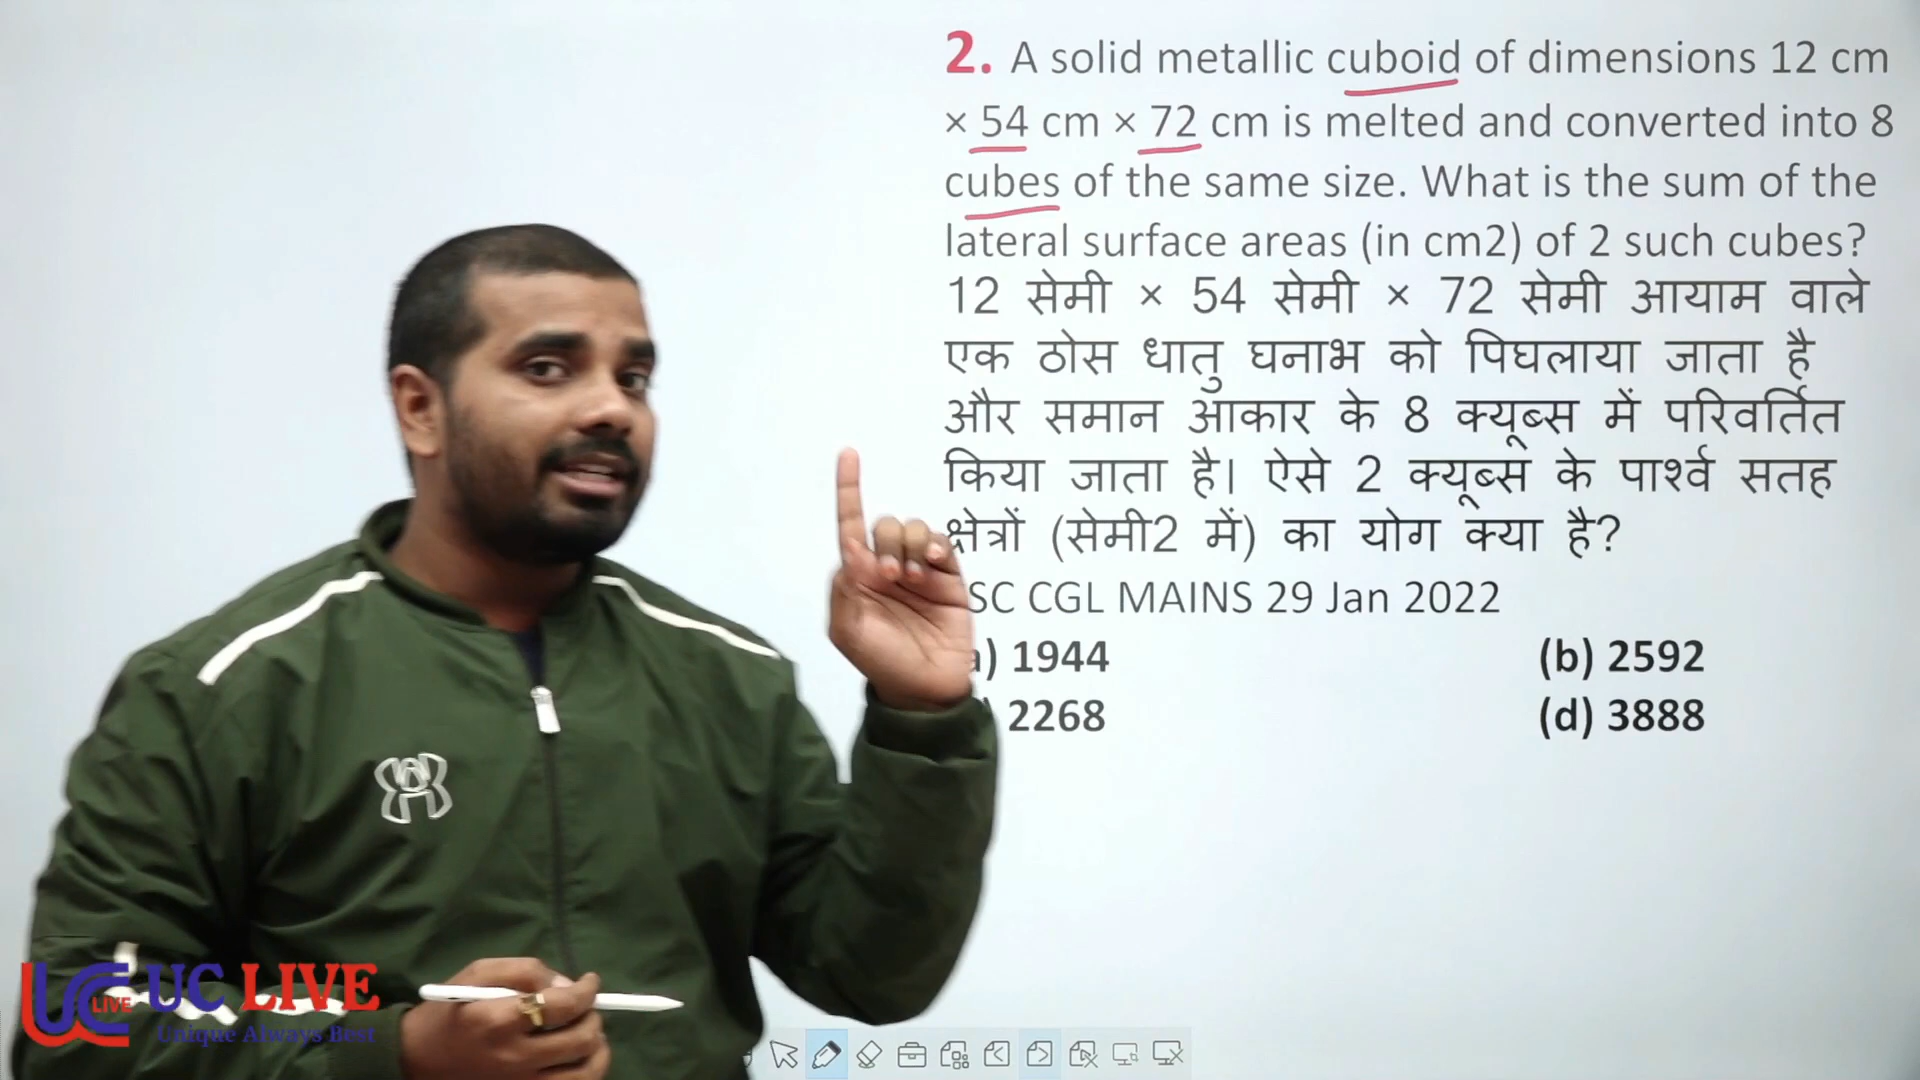 2. A solid metallic cuboid of dimensions 12 cm
× 54 cm × 72 cm is melted and converted into 8
cubes of the same size. What is the sum of the
lateral surface areas (in cm2) of 2 such cubes?
12 सेमी × 54 सेमी × 72 सेमी आयाम वाले
एक ठोस धातु घनाभ को पिघलाया जाता है
और समान आकार के 8 क्यूब्स में परिवर्तित
किया जाता है। ऐसे 2 क्यूब्स के पार्श्व सतह
क्षेत्रों (सेमी2 में) का योग क्या है?
SC CGL MAINS 29 Jan 2022
a) 1944 (b) 2592
) 2268 (d) 3888
UC LIVE UC LIVE
Unique Always Best